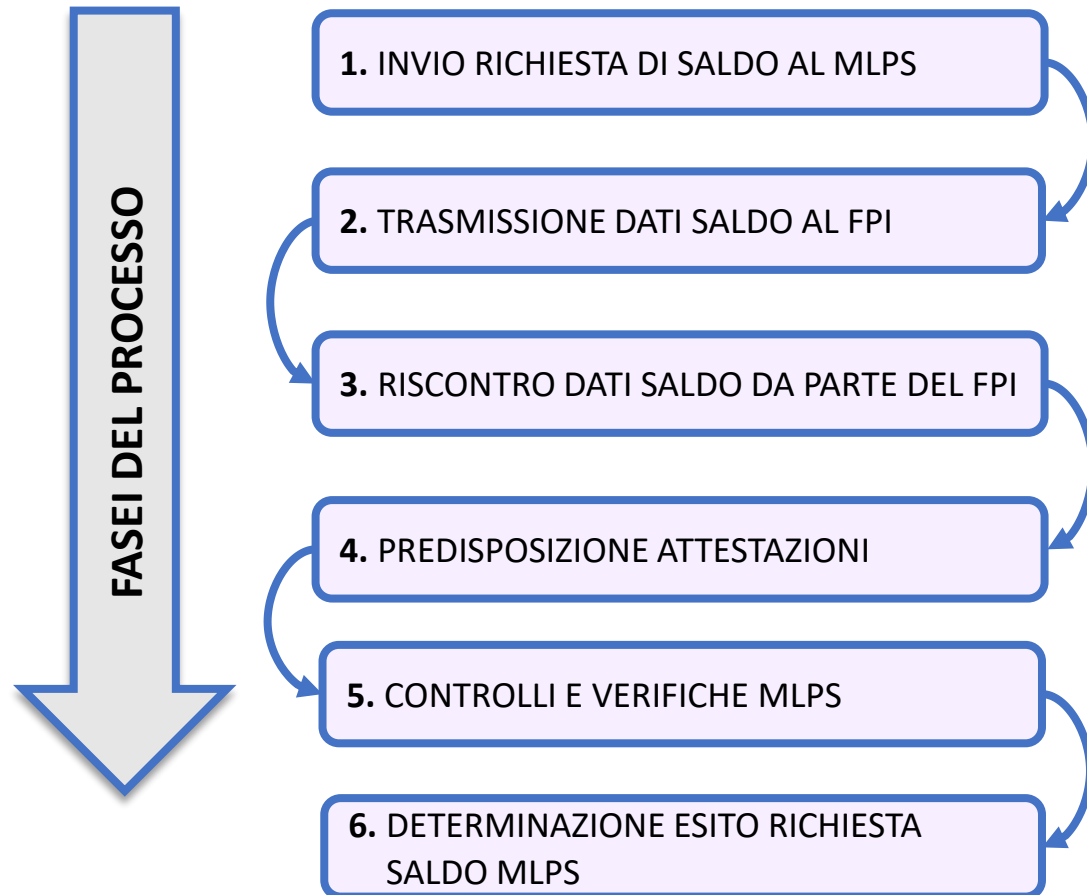 FASEI DEL PROCESSO
1. INVIO RICHIESTA DI SALDO AL MLPS
2. TRASMISSIONE DATI SALDO AL FPI
3. RISCONTRO DATI SALDO DA PARTE DEL FPI
4. PREDISPOSIZIONE ATTESTAZIONI
5. CONTROLLI E VERIFICHE MLPS
6. DETERMINAZIONE ESITO RICHIESTA
SALDO MLPS